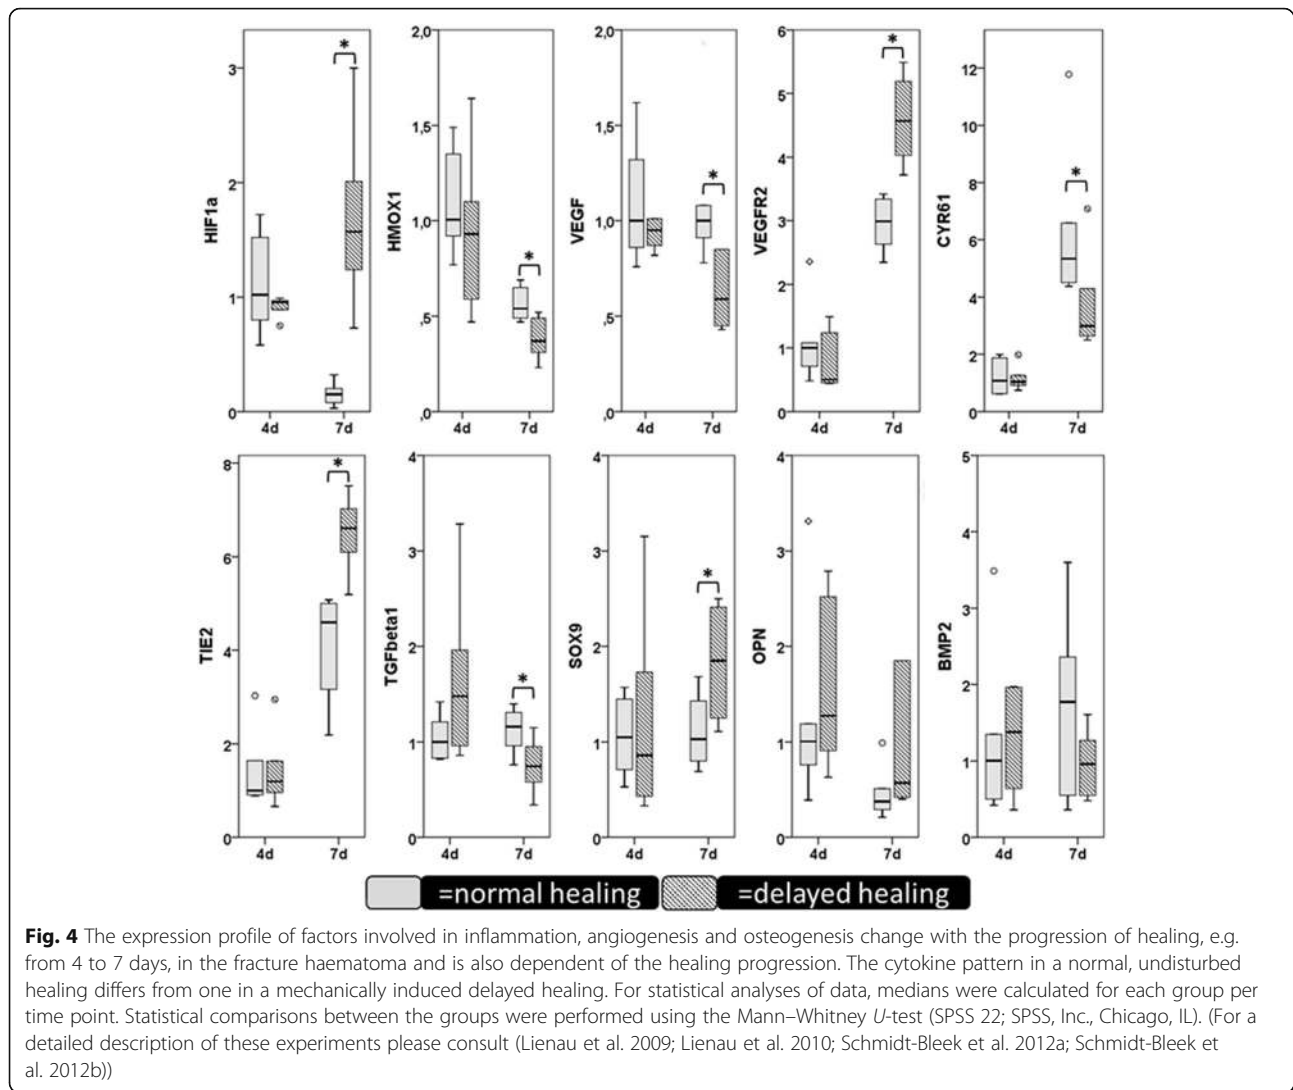 *
3
2
1
0
HIF1a
4d
7d
2,0
1,5
1,0
,5
,0
HMOX1
*
4d
7d
2,0
1,5
1,0
,5
,0
VEGF
*
4d
7d
6
5
4
3
2
1
0
VEGFR2
*
4d
7d
12
10
8
6
4
2
0
CYR61
*
4d
7d
8
6
4
2
0
TIE2
*
4d
7d
4
3
2
1
0
TGFbeta1
*
4d
7d
4
3
2
1
0
SOX9
*
4d
7d
4
3
2
1
0
OPN
4d
7d
5
4
3
2
1
0
BMP2
4d
7d
=normal healing
=delayed healing
Fig. 4 The expression profile of factors involved in inflammation, angiogenesis and osteogenesis change with the progression of healing, e.g.
from 4 to 7 days, in the fracture haematoma and is also dependent of the healing progression. The cytokine pattern in a normal, undisturbed
healing differs from one in a mechanically induced delayed healing. For statistical analyses of data, medians were calculated for each group per
time point. Statistical comparisons between the groups were performed using the Mann–Whitney U-test (SPSS 22; SPSS, Inc., Chicago, IL). (For a
detailed description of these experiments please consult (Lienau et al. 2009; Lienau et al. 2010; Schmidt-Bleek et al. 2012a; Schmidt-Bleek et
al. 2012b))